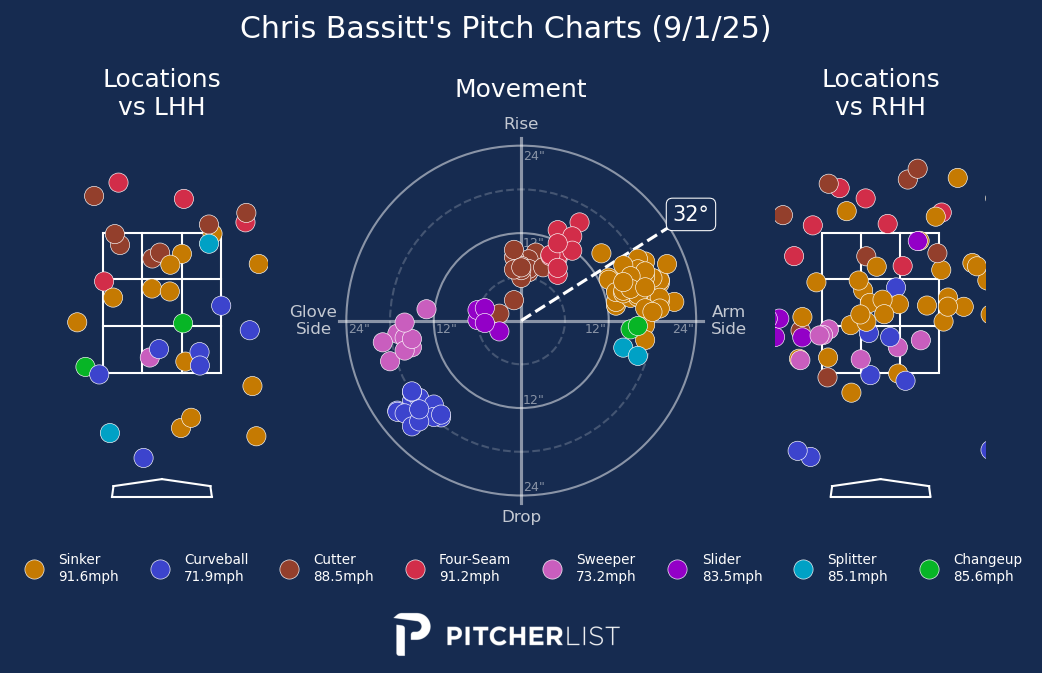 Chris Bassitt's Pitch Charts (9/1/25)
Locations
vs LHH
Movement
Locations
vs RHH
Rise
24"
12"
32°
Glove
Side
24"
12"
12"
24"
Arm
Side
12"
24"
Drop
Sinker
91.6mph
Curveball
71.9mph
Cutter
88.5mph
Four-Seam
91.2mph
Sweeper
73.2mph
Slider
83.5mph
Splitter
85.1mph
Changeup
85.6mph
PITCHERLIST